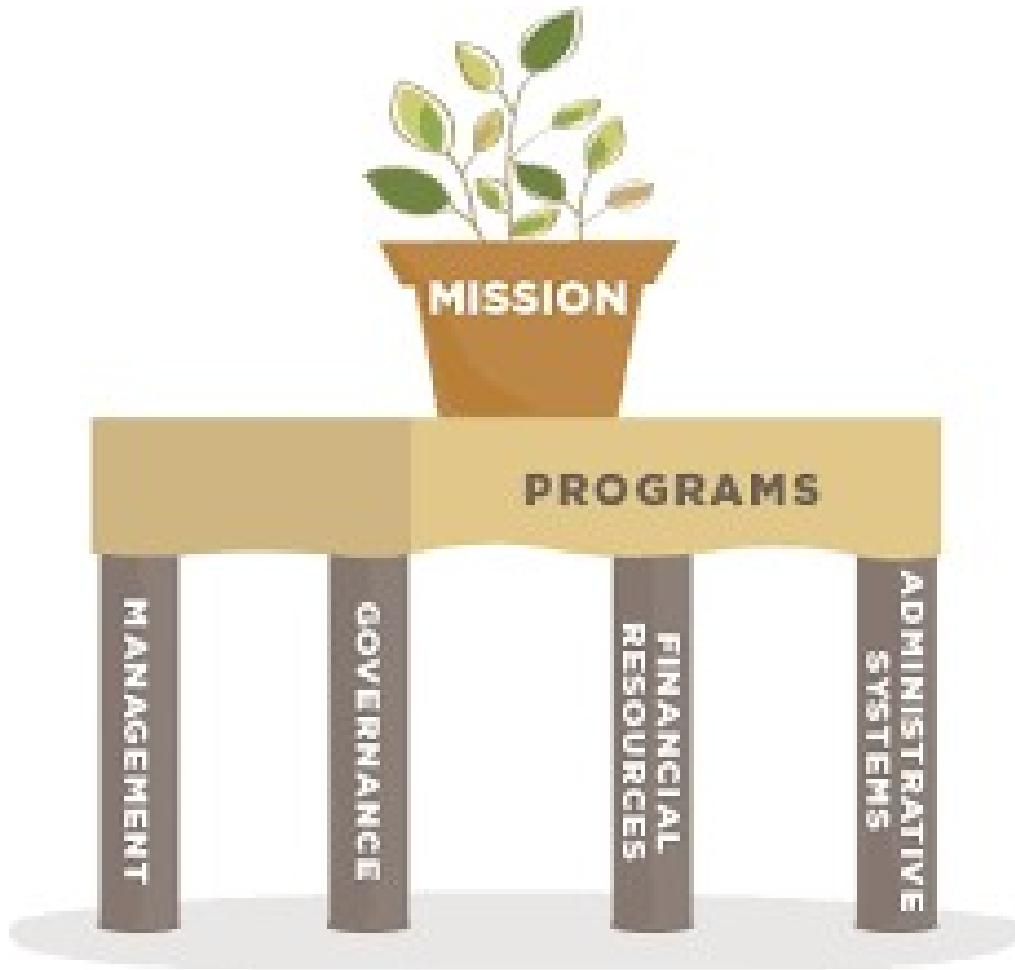 MISSION
PROGRAMS
MANAGEMENT
GOVERNANCE
FINANCIAL
RESOURCES
ADMINISTRATIVE
SYSTEMS